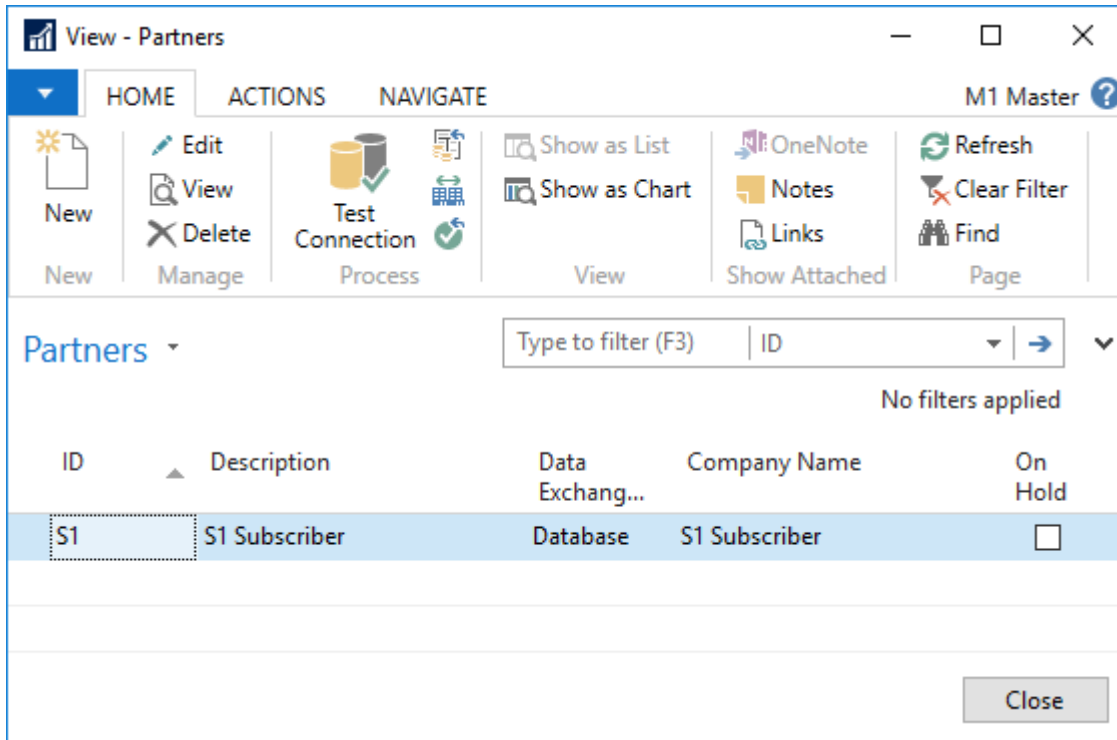 View - Partners
HOME ACTIONS NAVIGATE M1 Master ?
New
Edit
View
Delete
Test
Connection
Show as List
Show as Chart
OneNote
Notes
Links
Refresh
Clear Filter
Find
New Manage Process View Show Attached Page
Partners
Type to filter (F3) ID
No filters applied
ID Description Data Exchang... Company Name On Hold
S1 S1 Subscriber Database S1 Subscriber
Close